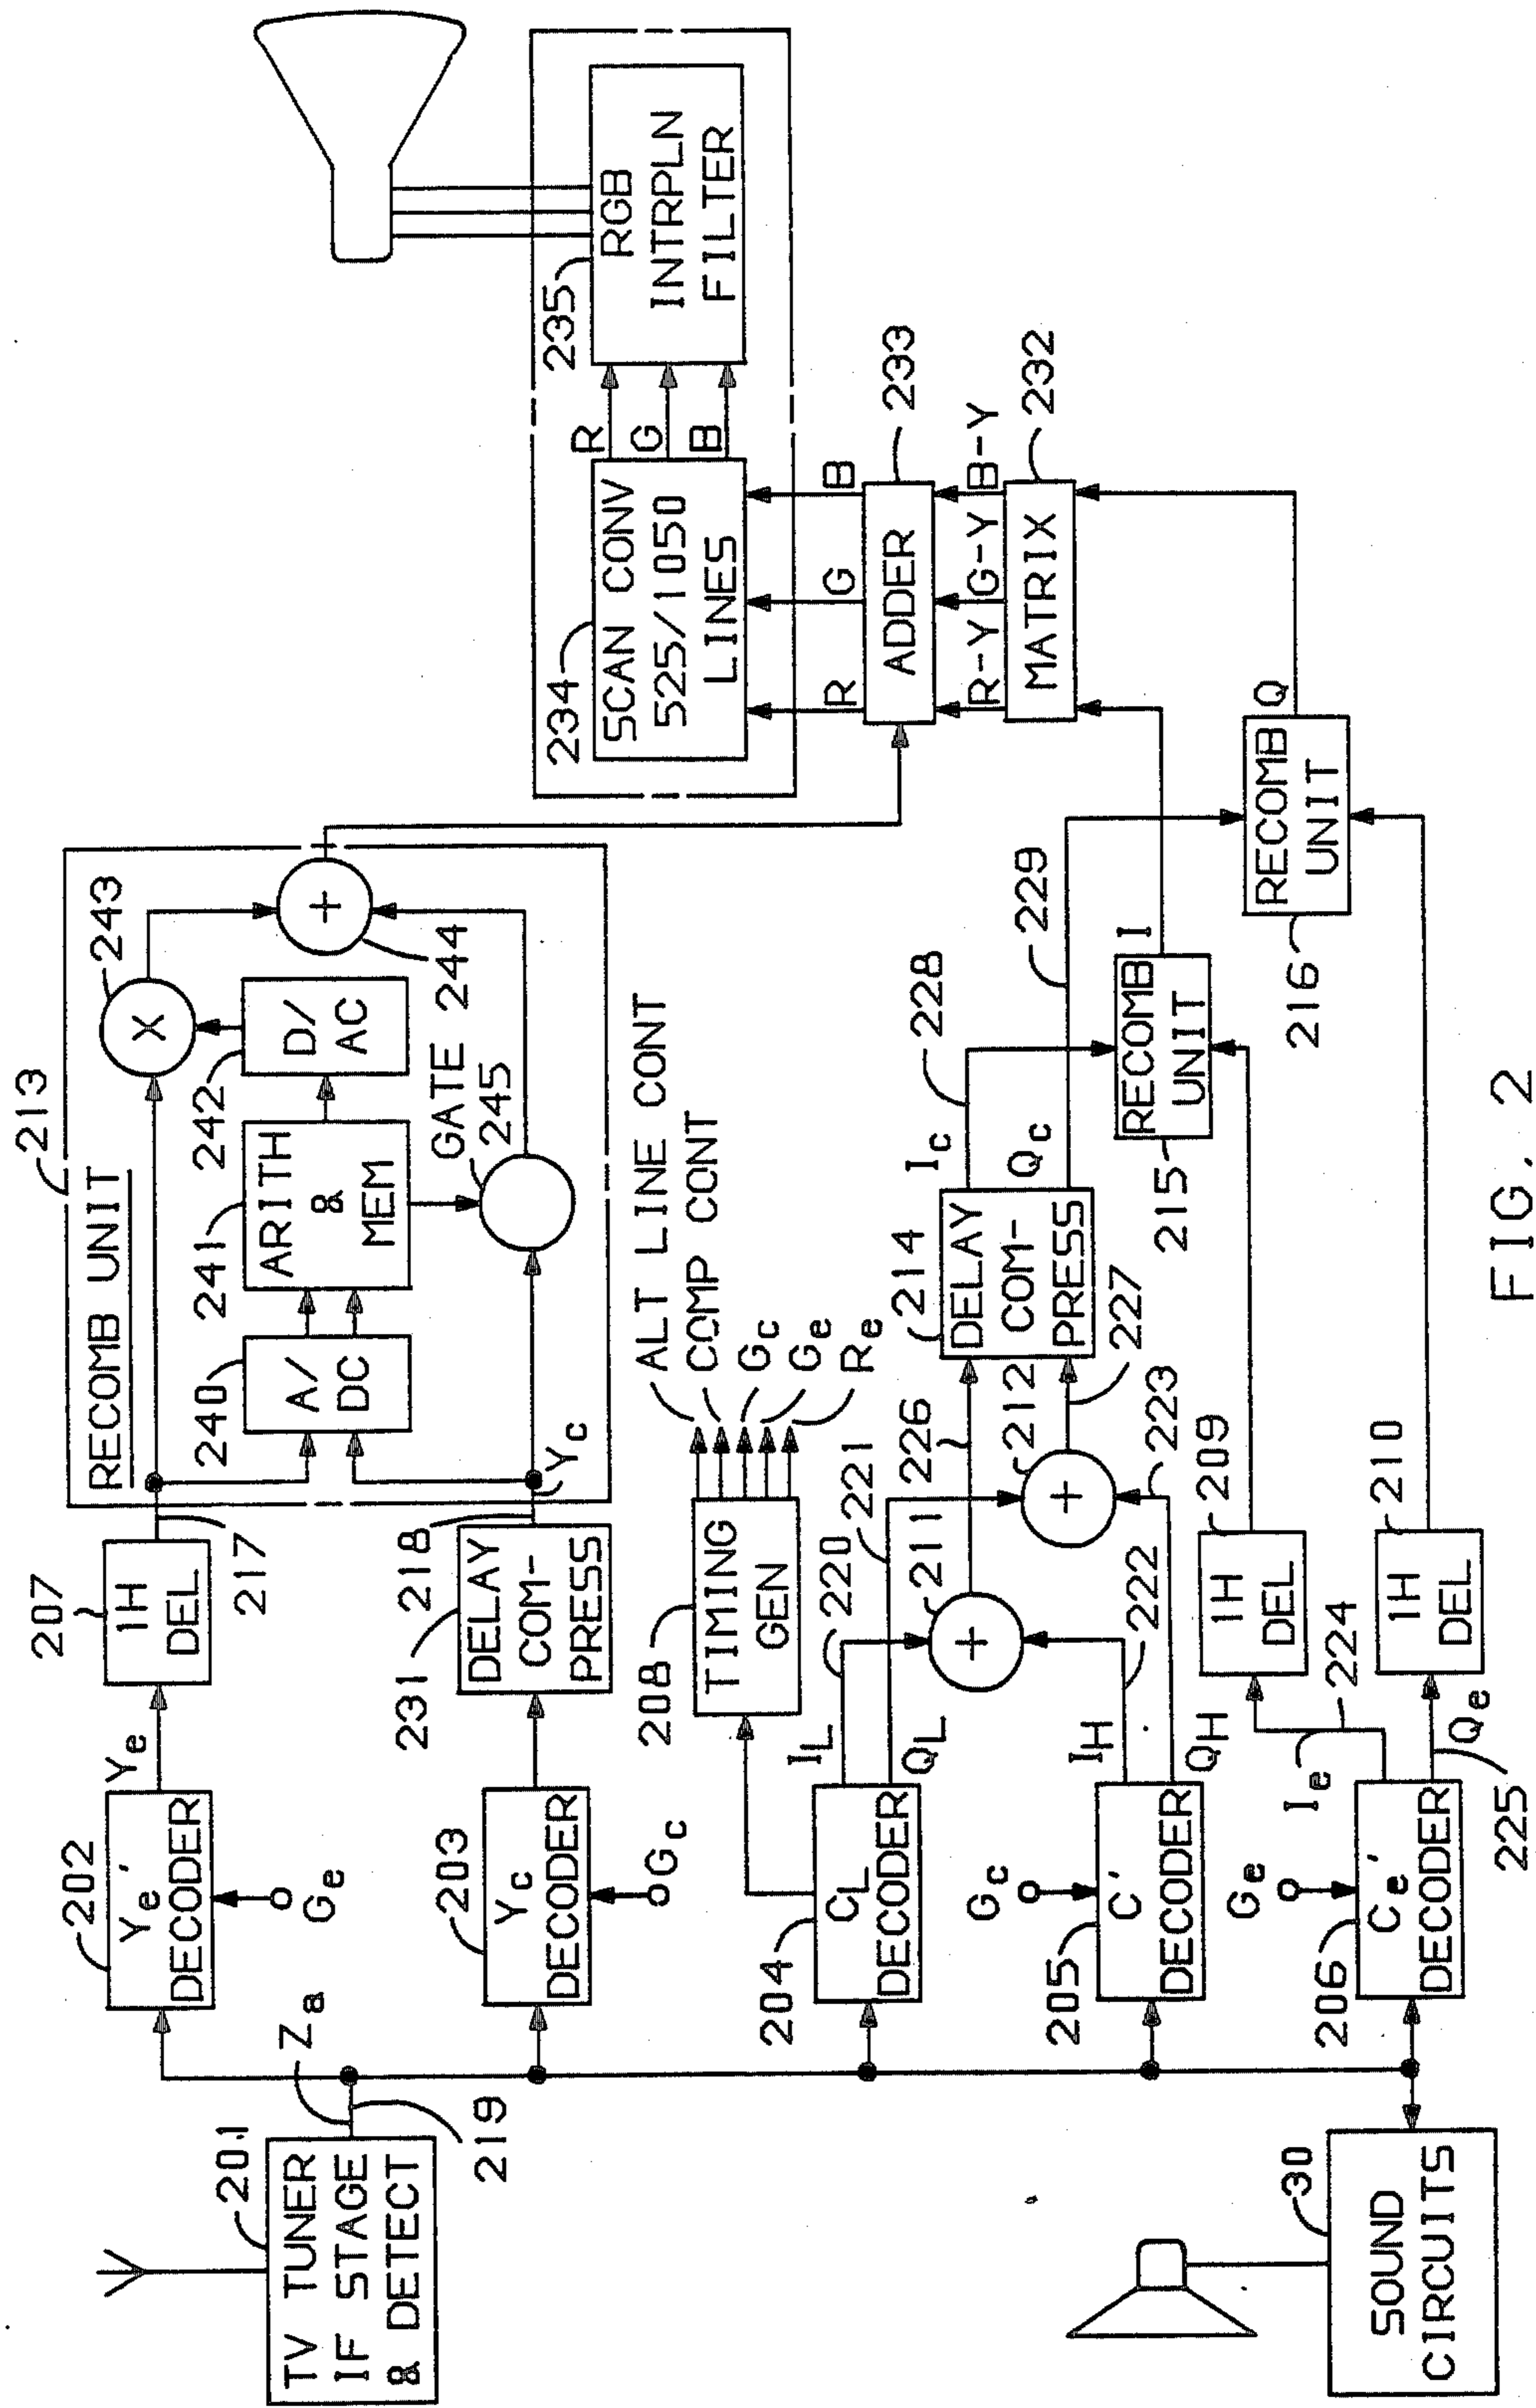 201
TV TUNER
IF STAGE
& DETECT
Za
219
202
Ye'
DECODER
Ge
Ye
207
1H
DEL
217
213
RECOMB UNIT
240
A/
DC
241
ARITH
&
MEM
242
D/
AC
243
X
+
244
GATE
245
203
Yc
DECODER
Gc
231
DELAY
COM-
PRESS
218
Yc
204
CL
DECODER
208
TIMING
GEN
ALT LINE CONT
COMP CONT
Gc
Ge
Re
IL
QL
220
221
211
+
226
212
+
227
205
C'
DECODER
Gc
IH
QH
222
223
214
DELAY
COM-
PRESS
Ic
Qc
228
229
206
Ce'
DECODER
Ge
Ie
Qe
224
225
209
1H
DEL
210
1H
DEL
215
RECOMB
UNIT
I
216
RECOMB
UNIT
Q
232
MATRIX
R-Y
G-Y
B-Y
233
ADDER
R
G
B
234
SCAN CONV
525/1050
LINES
R
G
B
235
RGB
INTRPLN
FILTER
30
SOUND
CIRCUITS
FIG. 2